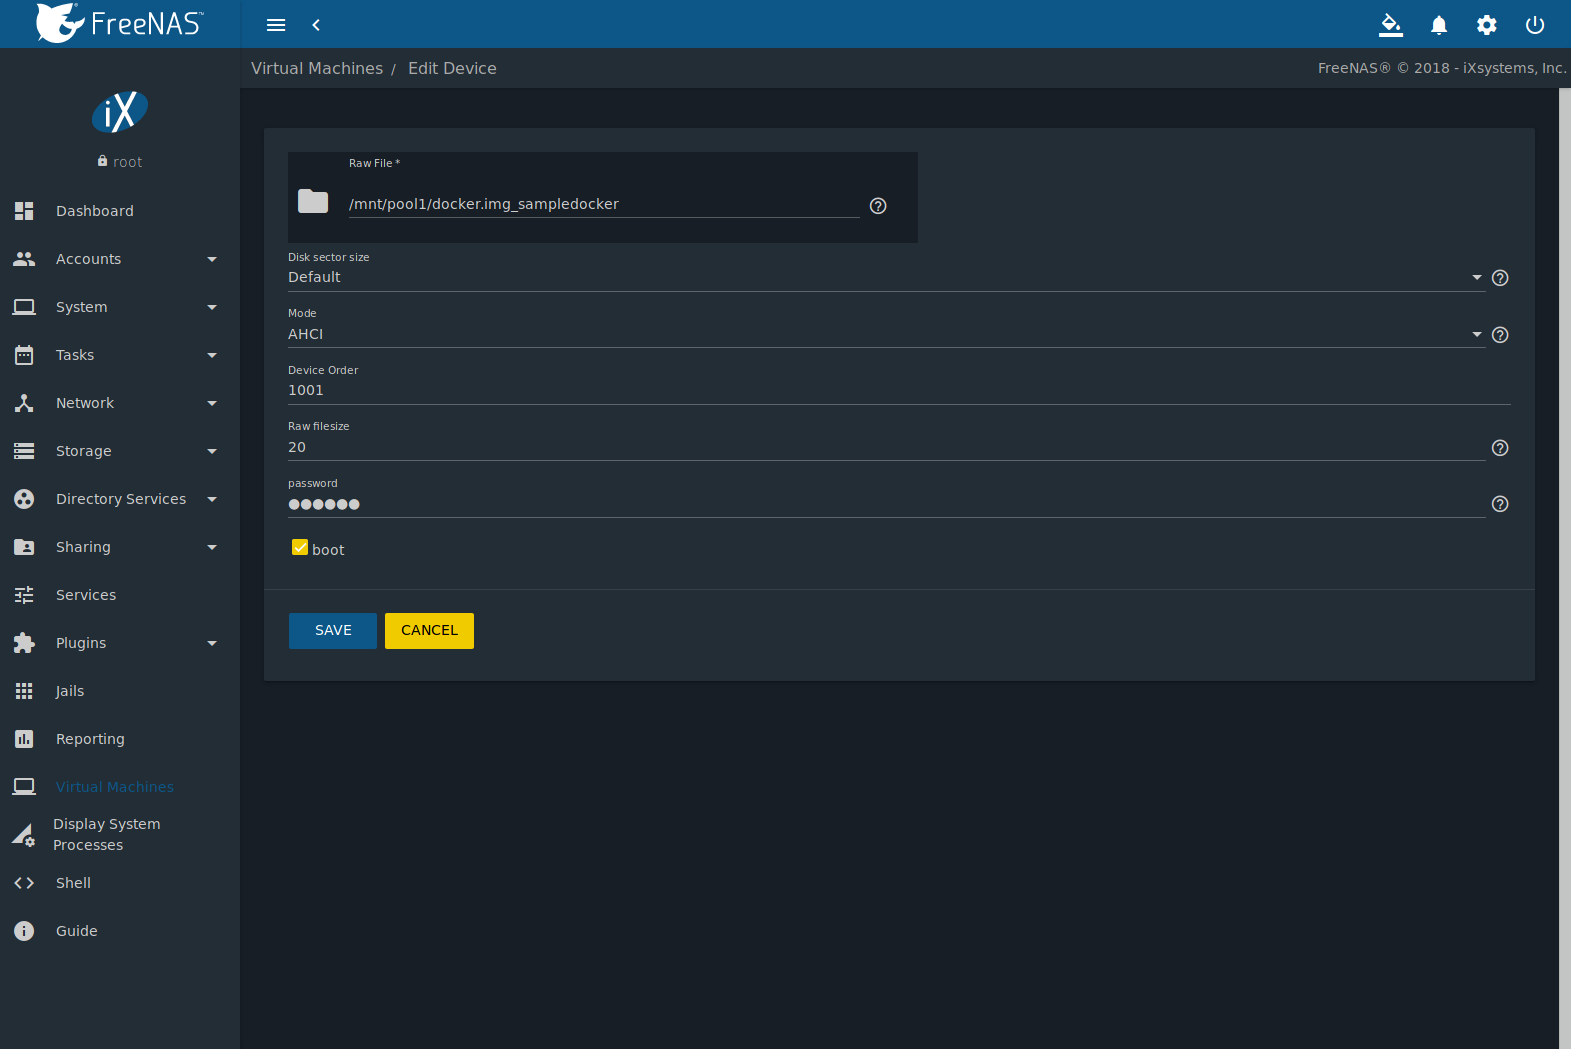 FreeNAS™
Virtual Machines / Edit Device
FreeNAS® © 2018 - iXsystems, Inc.
iX
root
Dashboard
Accounts
System
Tasks
Network
Storage
Directory Services
Sharing
Services
Plugins
Jails
Reporting
Virtual Machines
Display System
Processes
Shell
Guide
Raw File *
/mnt/pool1/docker.img_sampledocker
Disk sector size
Default
Mode
AHCI
Device Order
1001
Raw filesize
20
password
●●●●●●
boot
SAVE
CANCEL